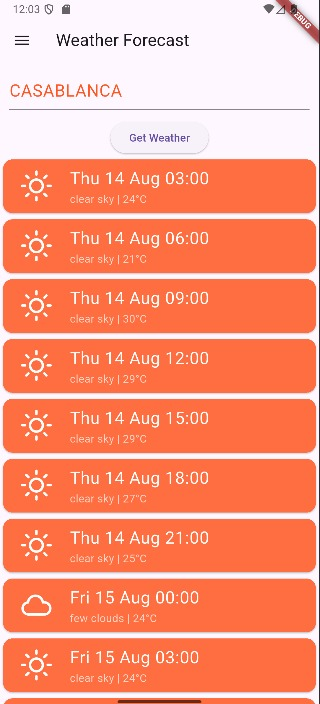 12:03
DEBUG
Weather Forecast
CASABLANCA
Get Weather
Thu 14 Aug 03:00
clear sky | 24°C
Thu 14 Aug 06:00
clear sky | 21°C
Thu 14 Aug 09:00
clear sky | 30°C
Thu 14 Aug 12:00
clear sky | 29°C
Thu 14 Aug 15:00
clear sky | 29°C
Thu 14 Aug 18:00
clear sky | 27°C
Thu 14 Aug 21:00
clear sky | 25°C
Fri 15 Aug 00:00
few clouds | 24°C
Fri 15 Aug 03:00
clear sky | 24°C